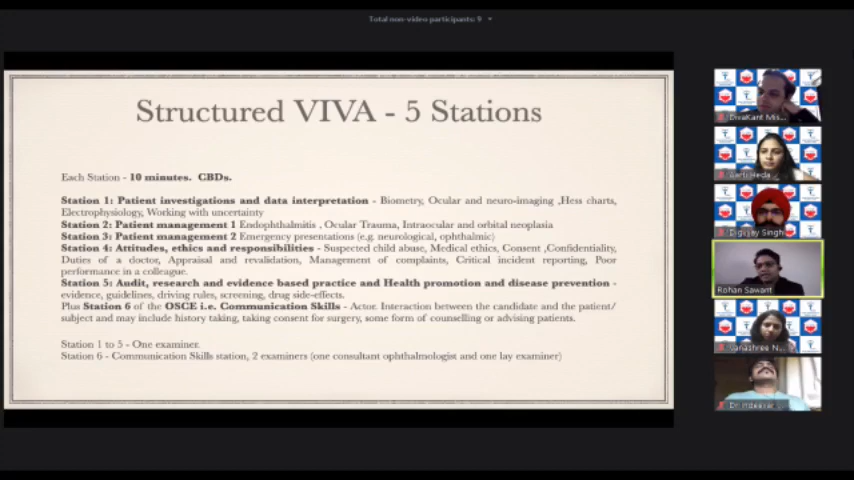 Total non-video participants: 9
Structured VIVA - 5 Stations
Each Station - 10 minutes. CBDs.
Station 1: Patient investigations and data interpretation - Biometry, Ocular and neuro-imaging ,Hess charts,
Electrophysiology, Working with uncertainty
Station 2: Patient management 1 Endophthalmitis , Ocular Trauma, Intraocular and orbital neoplasia
Station 3: Patient management 2 Emergency presentations (e.g. neurological, ophthalmic)
Station 4: Attitudes, ethics and responsibilities - Suspected child abuse, Medical ethics, Consent ,Confidentiality,
Duties of a doctor, Appraisal and revalidation, Management of complaints, Critical incident reporting, Poor
performance in a colleague.
Station 5: Audit, research and evidence based practice and Health promotion and disease prevention -
evidence, guidelines, driving rules, screening, drug side-effects.
Plus Station 6 of the OSCE i.e. Communication Skills - Actor. Interaction between the candidate and the patient/
subject and may include history taking, taking consent for surgery, some form of counselling or advising patients.
Station 1 to 5 - One examiner.
Station 6 - Communication Skills station, 2 examiners (one consultant ophthalmologist and one lay examiner)
DivaKant Mis...
Aarti Heda
Digvijay Singh
Rohan Sawant
Vanashree N...